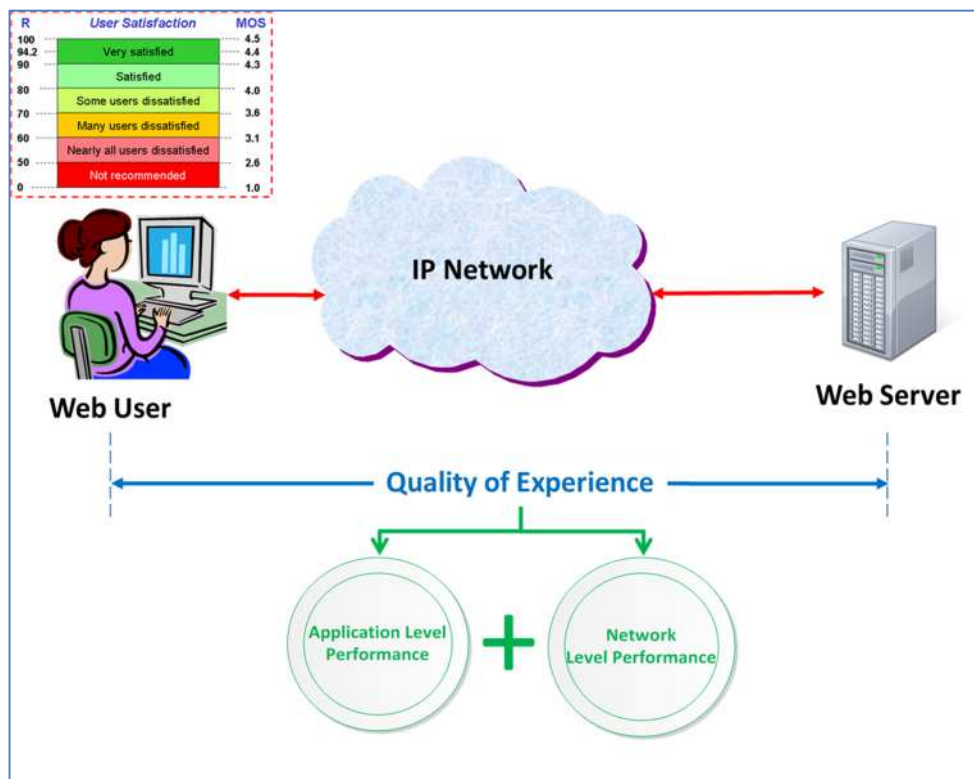 R User Satisfaction MOS
100 4.5
94.2 Very satisfied 4.4
90 4.3
Satisfied
80 4.0
Some users dissatisfied
70 3.6
Many users dissatisfied
60 3.1
Nearly all users dissatisfied
50 2.6
Not recommended
0 1.0
IP Network
Web User
Web Server
Quality of Experience
Application Level
Performance
Network
Level Performance